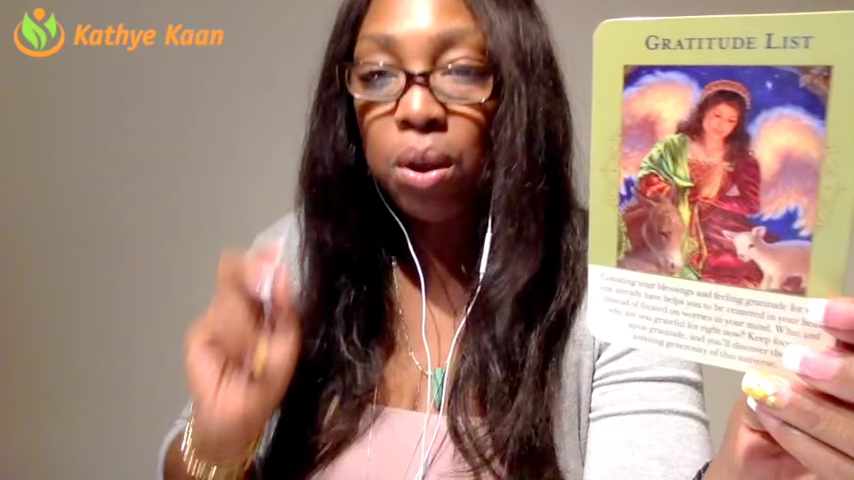 Kathye Kaan
GRATITUDE LIST
Counting your blessings and feeling gratitude for w
you already have helps you to be centered in your hea
instead of fixated on worries in your mind. What and
who are you grateful for right now? Keep foc
upon gratitude, and you'll discover the
amazing generosity of this universe.